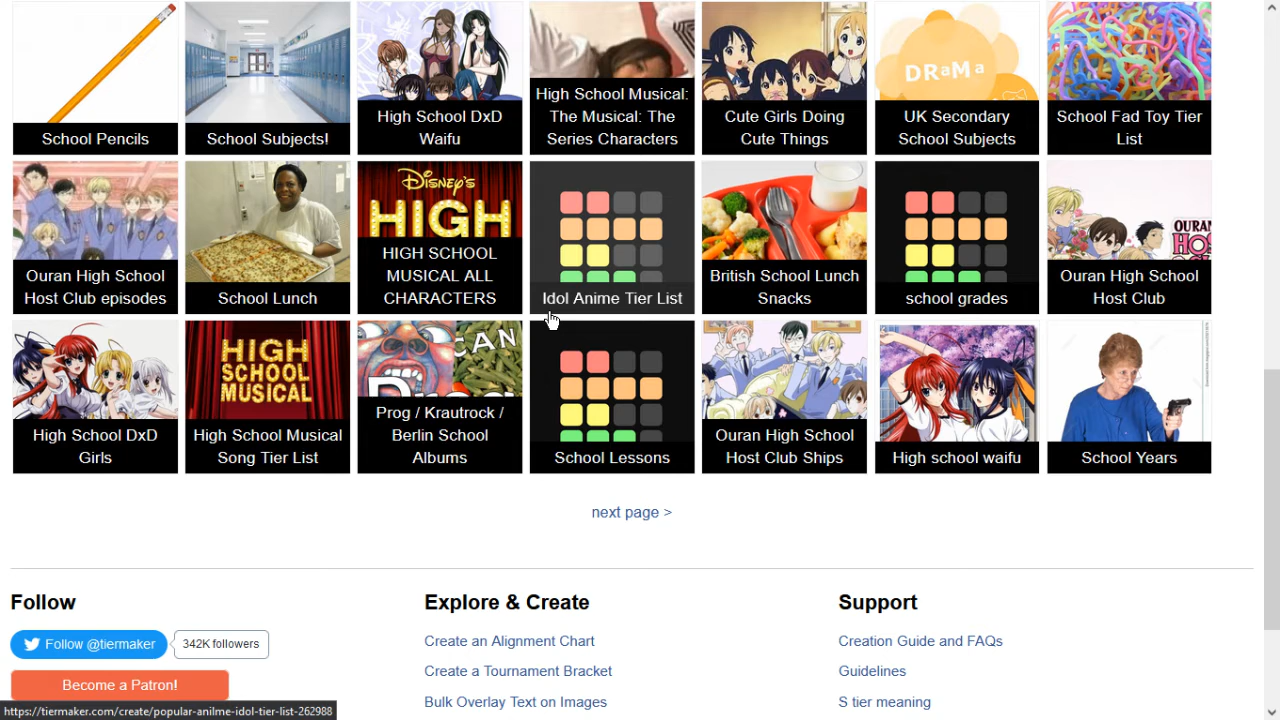 School Pencils
School Subjects!
High School DxD
Waifu
High School Musical:
The Musical: The
Series Characters
Cute Girls Doing
Cute Things
DRaMa
UK Secondary
School Subjects
School Fad Toy Tier
List
Ouran High School
Host Club episodes
School Lunch
DISNEY'S
HIGH
HIGH SCHOOL
MUSICAL ALL
CHARACTERS
Idol Anime Tier List
British School Lunch
Snacks
school grades
OURAN
Ouran High School
Host Club
High School DxD
Girls
HIGH
SCHOOL
MUSICAL
High School Musical
Song Tier List
CAN
Prog / Krautrock /
Berlin School
Albums
School Lessons
Ouran High School
Host Club Ships
High school waifu
School Years
next page >
Follow
Follow @tiermaker
342K followers
Become a Patron!
Explore & Create
Create an Alignment Chart
Create a Tournament Bracket
Bulk Overlay Text on Images
Support
Creation Guide and FAQs
Guidelines
S tier meaning
https://tiermaker.com/create/popular-anilme-idol-tier-list-262988